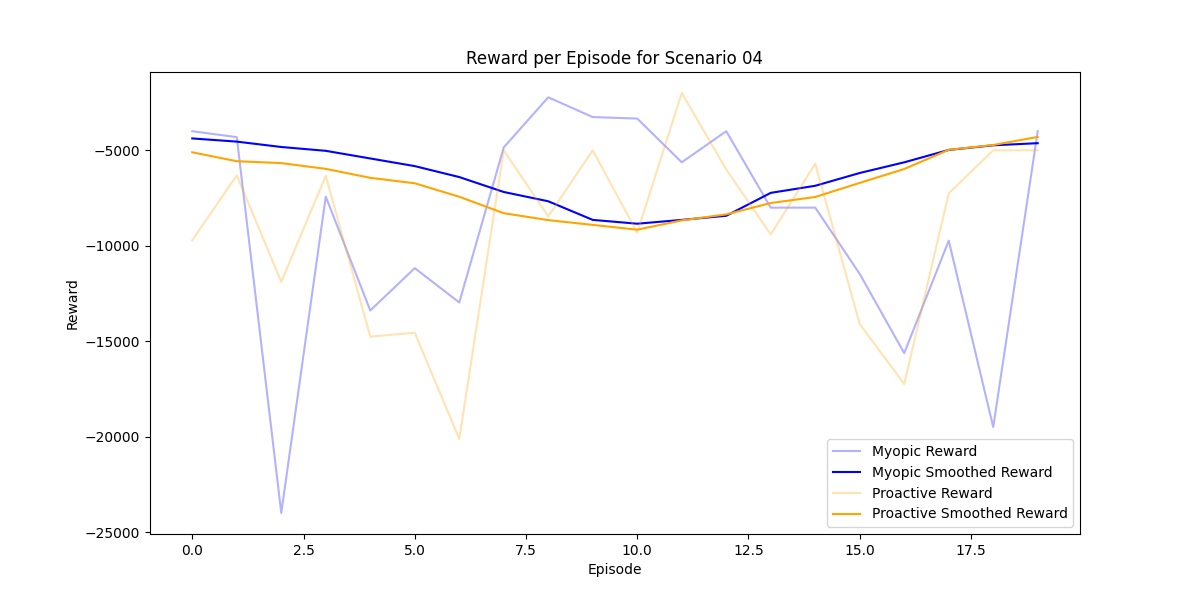 Reward per Episode for Scenario 04
Reward
−5000
−10000
−15000
−20000
−25000
0.0 2.5 5.0 7.5 10.0 12.5 15.0 17.5
Episode
Myopic Reward
Myopic Smoothed Reward
Proactive Reward
Proactive Smoothed Reward